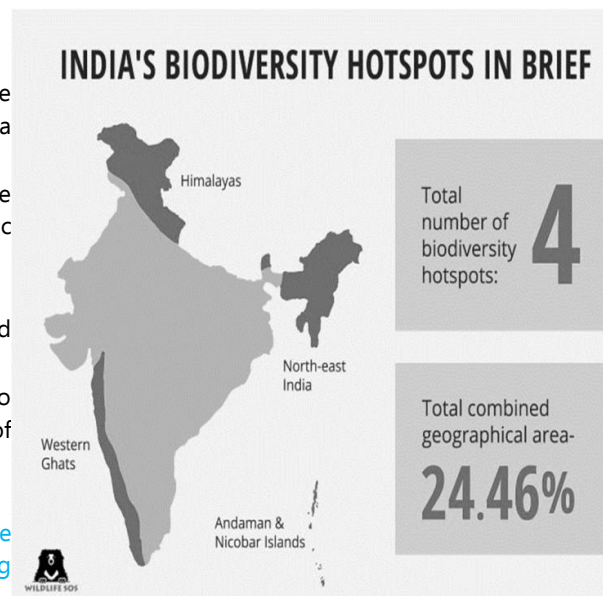 INDIA'S BIODIVERSITY HOTSPOTS IN BRIEF
e
a
e
c
d
o
of
e
g
Himalayas
North-east
India
Western
Ghats
Andaman &
Nicobar Islands
Total
number of
biodiversity
hotspots:
4
Total combined
geographical area-
24.46%
WILDLIFE SOS